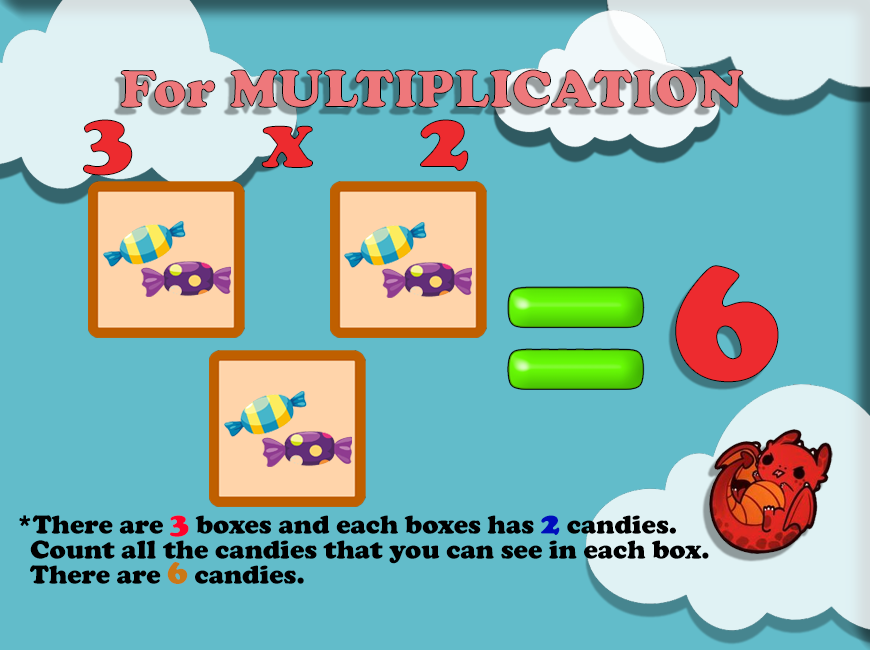 For MULTIPLICATION
3 x 2
= 6
*There are 3 boxes and each boxes has 2 candies.
Count all the candies that you can see in each box.
There are 6 candies.